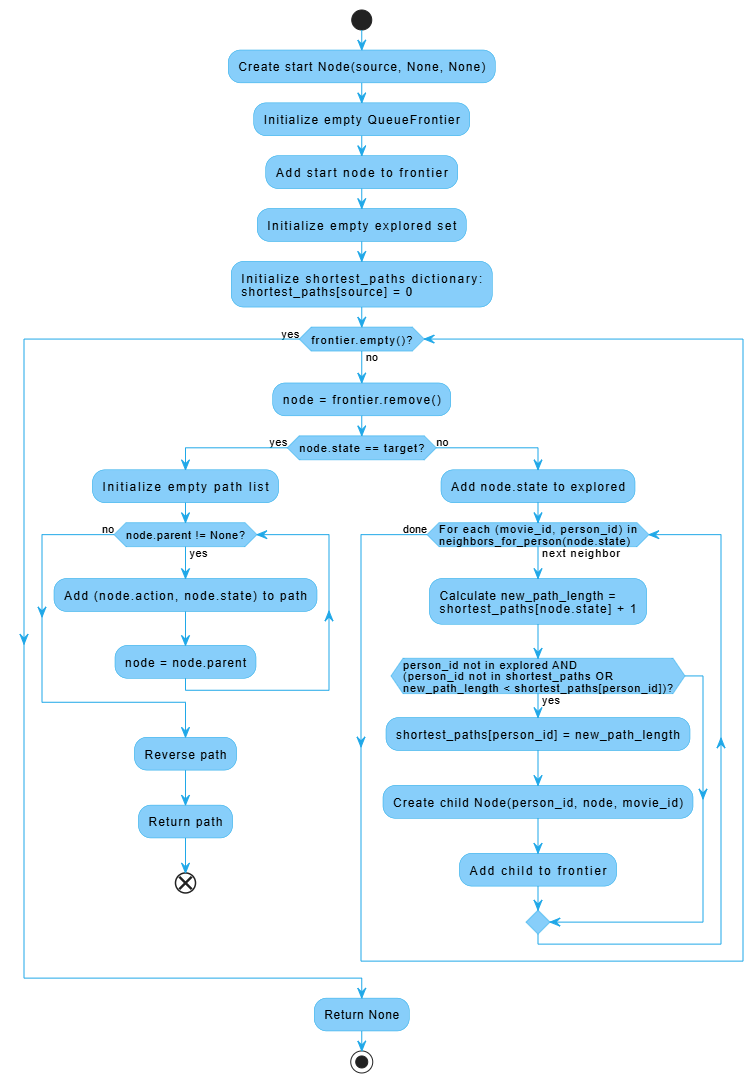 Create start Node(source, None, None)
Initialize empty QueueFrontier
Add start node to frontier
Initialize empty explored set
Initialize shortest_paths dictionary:
shortest_paths[source] = 0
yes
frontier.empty()?
no
node = frontier.remove()
yes
node.state == target?
no
Initialize empty path list
no
node.parent != None?
yes
Add (node.action, node.state) to path
node = node.parent
Reverse path
Return path
Add node.state to explored
done
For each (movie_id, person_id) in
neighbors_for_person(node.state)
next neighbor
Calculate new_path_length =
shortest_paths[node.state] + 1
person_id not in explored AND
(person_id not in shortest_paths OR
new_path_length < shortest_paths[person_id])?
yes
shortest_paths[person_id] = new_path_length
Create child Node(person_id, node, movie_id)
Add child to frontier
Return None